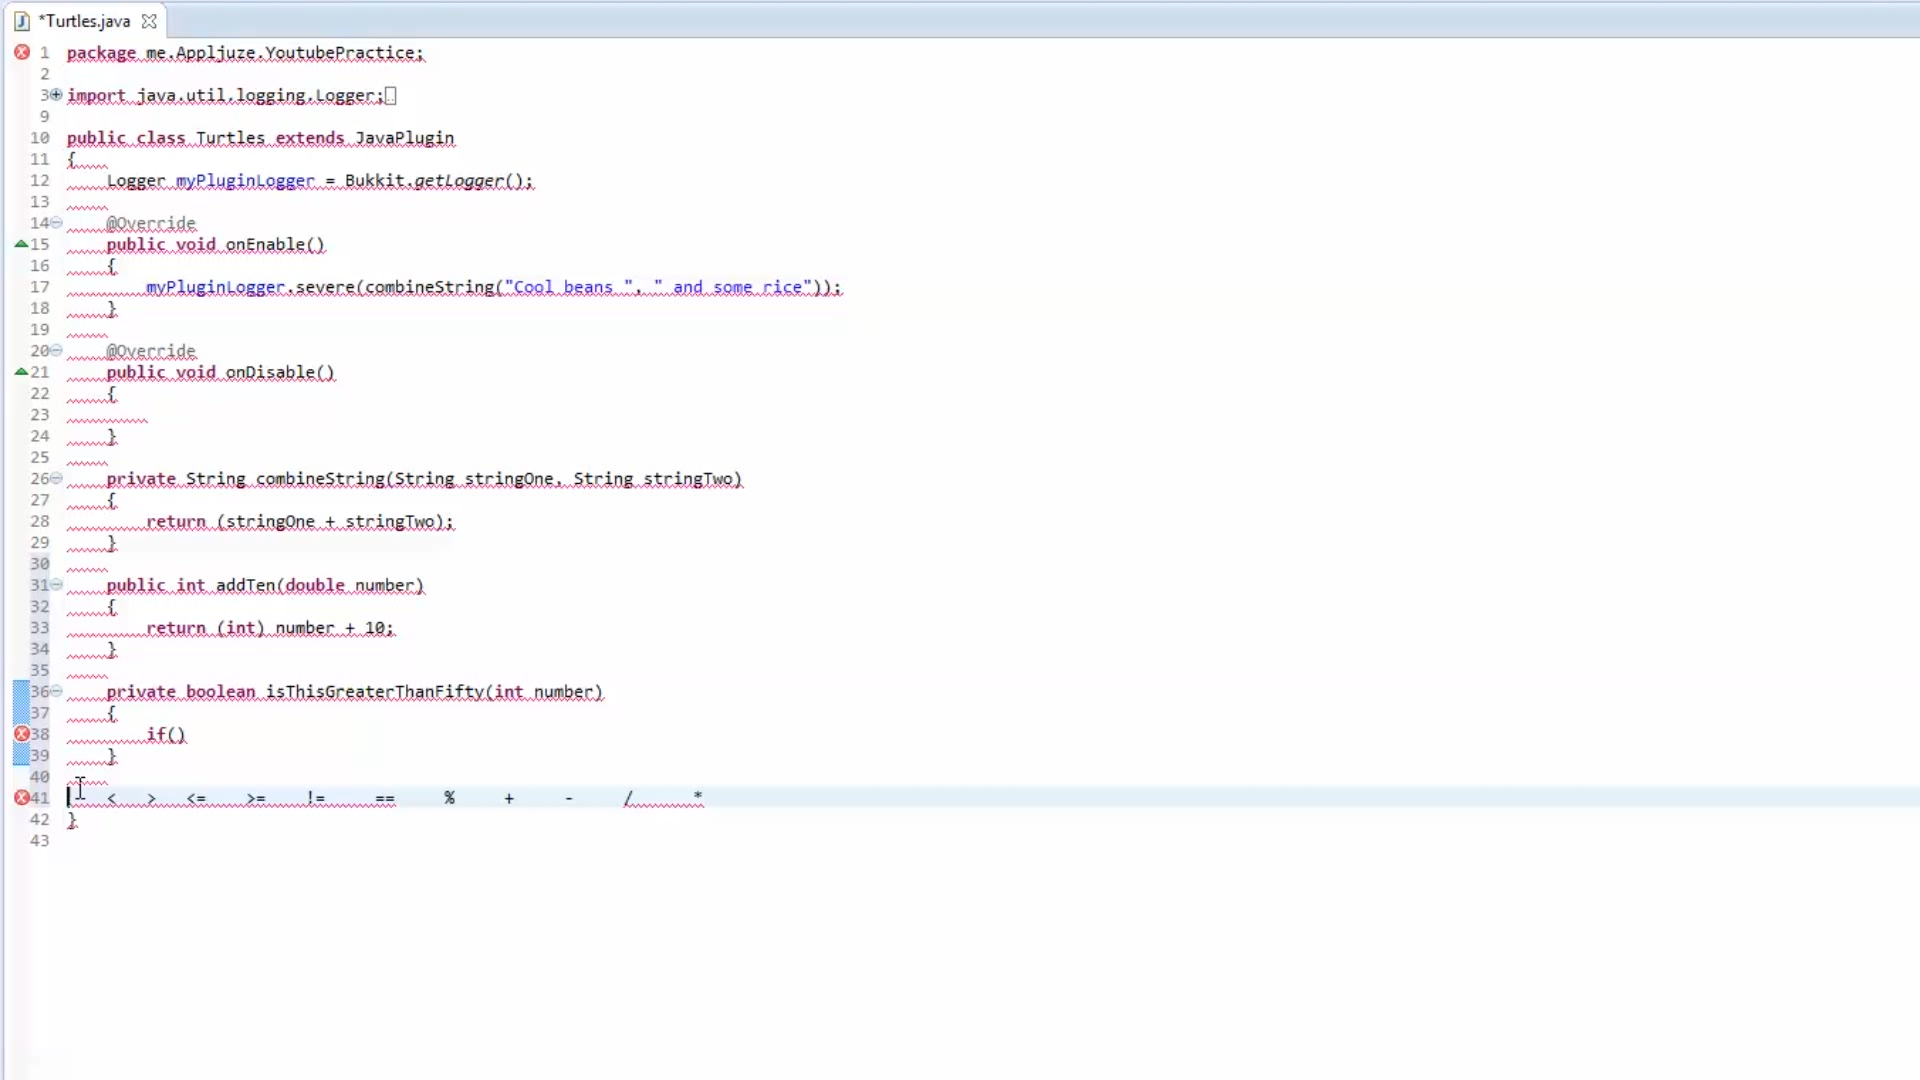 *Turtles.java
1 package me.Appljuze.YoutubePractice;
2
3 import java.util.logging.Logger;
9
10 public class Turtles extends JavaPlugin
11 {
12 Logger myPluginLogger = Bukkit.getLogger();
13
14 @Override
15 public void onEnable()
16 {
17 myPluginLogger.severe(combineString("Cool beans ", " and some rice"));
18 }
19
20 @Override
21 public void onDisable()
22 {
23
24 }
25
26 private String combineString(String stringOne, String stringTwo)
27 {
28 return (stringOne + stringTwo);
29 }
30
31 public int addTen(double number)
32 {
33 return (int) number + 10;
34 }
35
36 private boolean isThisGreaterThanFifty(int number)
37 {
38 if()
39 }
40
41 < > <= >= != == % + - / *
42 }
43